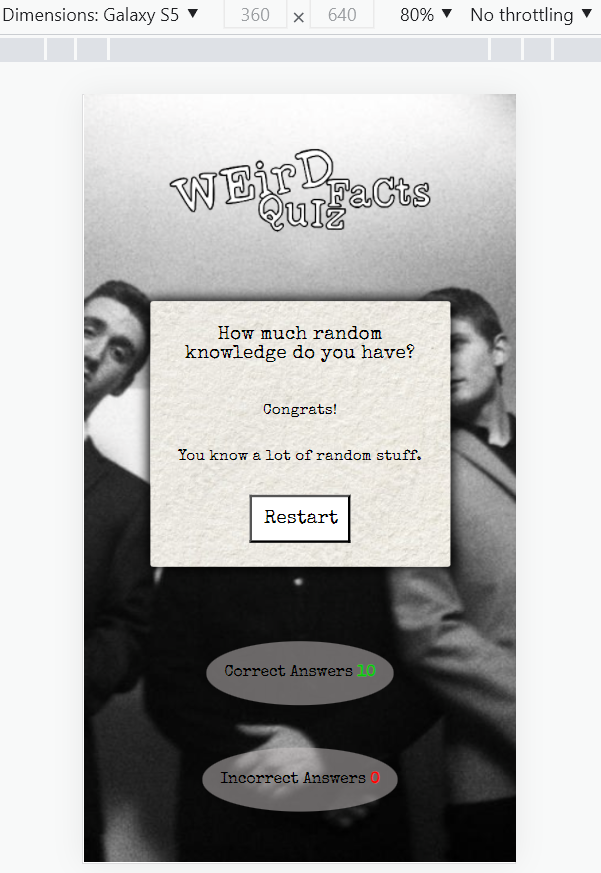 Dimensions: Galaxy S5 ▼ 360 × 640 80% ▼ No throttling ▼
WEirD
FaCts
QuIz
How much random
knowledge do you have?
Congrats!
You know a lot of random stuff.
Restart
Correct Answers 10
Incorrect Answers 0